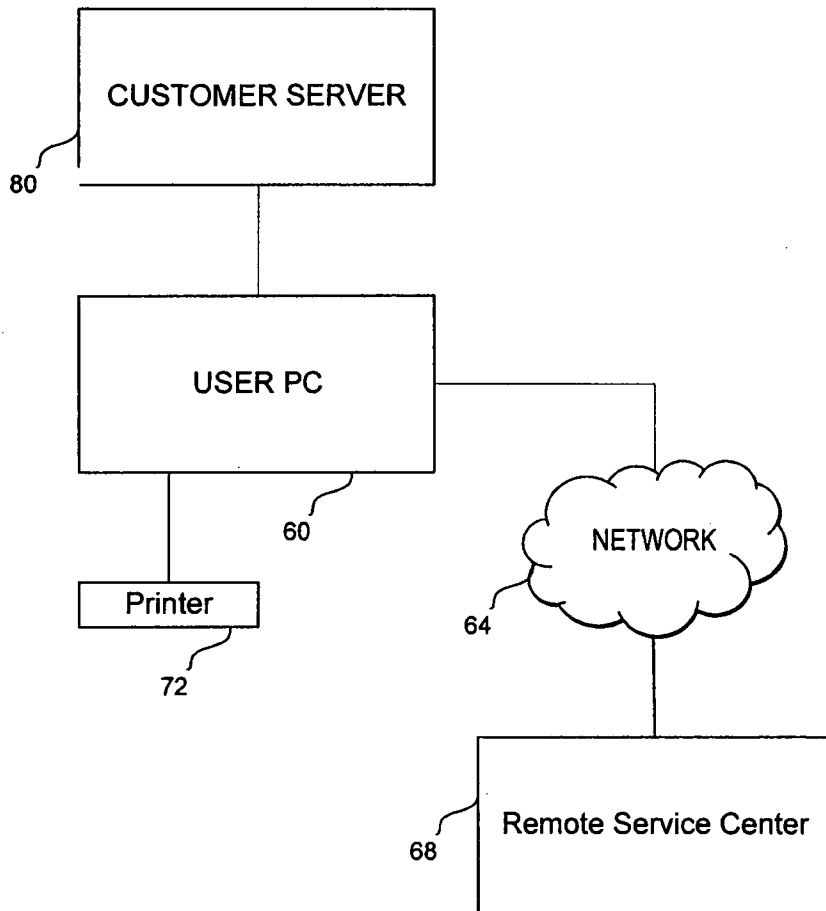 CUSTOMER SERVER
80
USER PC
60
NETWORK
64
Printer
72
Remote Service Center
68